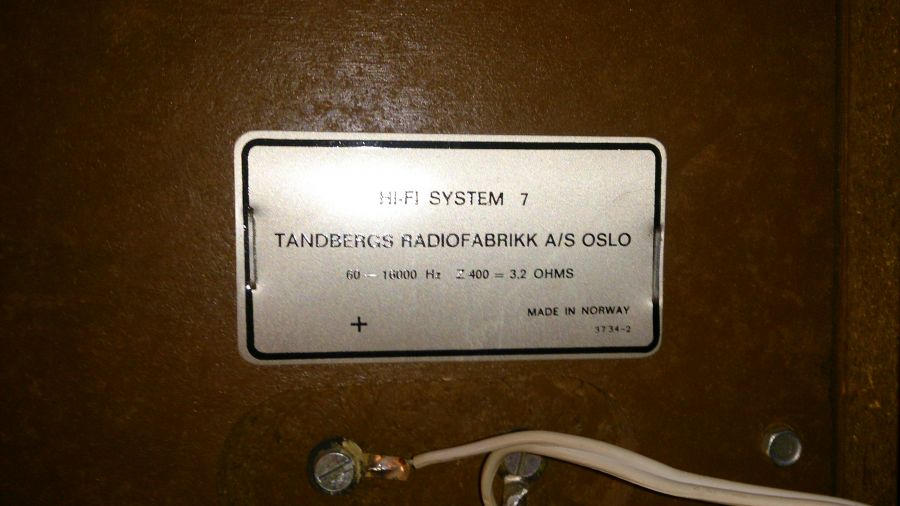 HI-FI SYSTEM 7
TANDBERGS RADIOFABRIKK A/S OSLO
60 — 16000 Hz Z 400 = 3.2 OHMS
MADE IN NORWAY
+
3734-2